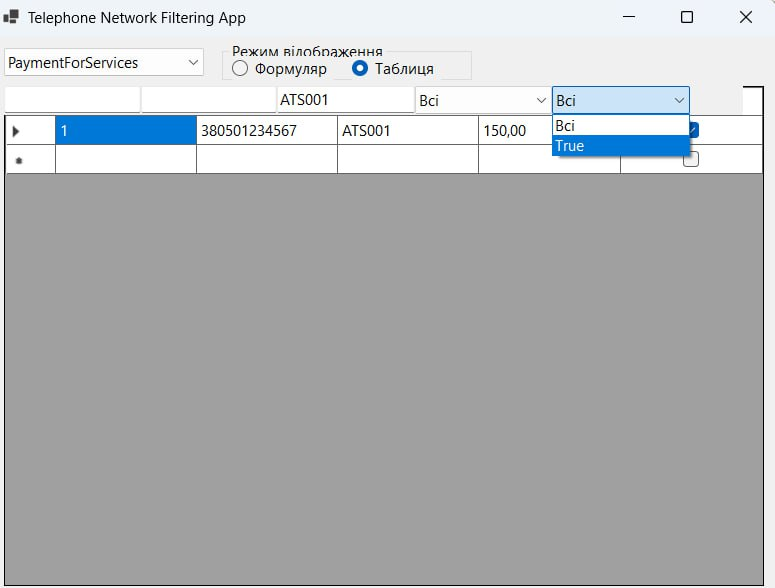 Telephone Network Filtering App
PaymentForServices
Режим відображення
Формуляр Таблиця
ATS001 Всі Всі
Всі
1 380501234567 ATS001 150,00
True